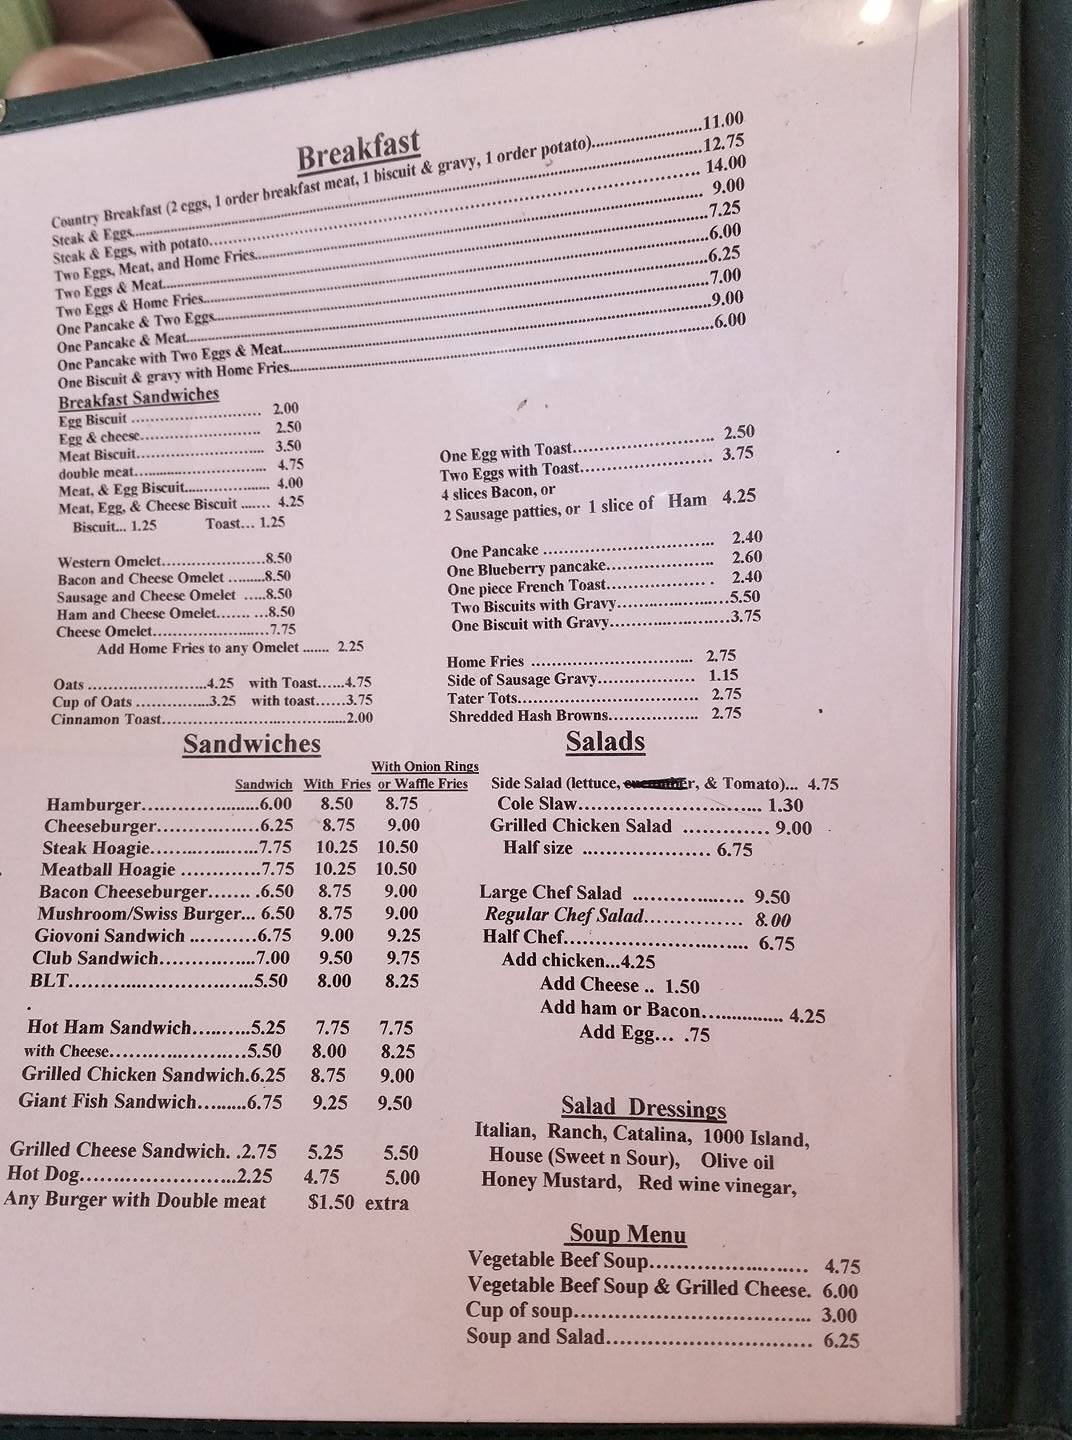 Breakfast
Country Breakfast (2 eggs, 1 order breakfast meat, 1 biscuit & gravy, 1 order potato)..........11.00
Steak & Eggs..........12.75
Steak & Eggs, with potato..........14.00
Two Eggs, Meat, and Home Fries..........9.00
Two Eggs & Meat..........7.25
Two Eggs & Home Fries..........6.00
One Pancake & Two Eggs..........6.25
One Pancake & Meat..........7.00
One Pancake with Two Eggs & Meat..........9.00
One Biscuit & gravy with Home Fries..........6.00
Breakfast Sandwiches
Egg Biscuit .......... 2.00
Egg & cheese.......... 2.50
Meat Biscuit.......... 3.50
double meat.......... 4.75
Meat, & Egg Biscuit.......... 4.00
Meat, Egg, & Cheese Biscuit ....... 4.25
Biscuit... 1.25 Toast... 1.25
Western Omelet..........8.50
Bacon and Cheese Omelet .........8.50
Sausage and Cheese Omelet .....8.50
Ham and Cheese Omelet....... ...8.50
Cheese Omelet..........7.75
Add Home Fries to any Omelet ....... 2.25
Oats ..........4.25 with Toast......4.75
Cup of Oats ..........3.25 with toast......3.75
Cinnamon Toast..........2.00
One Egg with Toast.......... 2.50
Two Eggs with Toast.......... 3.75
4 slices Bacon, or
2 Sausage patties, or 1 slice of Ham 4.25
One Pancake .......... 2.40
One Blueberry pancake.......... 2.60
One piece French Toast.......... 2.40
Two Biscuits with Gravy..........5.50
One Biscuit with Gravy..........3.75
Home Fries .......... 2.75
Side of Sausage Gravy.......... 1.15
Tater Tots.......... 2.75
Shredded Hash Browns.......... 2.75
Sandwiches
With Onion Rings
Sandwich With Fries or Waffle Fries
Hamburger..........6.00 8.50 8.75
Cheeseburger..........6.25 8.75 9.00
Steak Hoagie..........7.75 10.25 10.50
Meatball Hoagie ..........7.75 10.25 10.50
Bacon Cheeseburger....... .6.50 8.75 9.00
Mushroom/Swiss Burger... 6.50 8.75 9.00
Giovoni Sandwich ...........6.75 9.00 9.25
Club Sandwich..........7.00 9.50 9.75
BLT..........5.50 8.00 8.25
Hot Ham Sandwich..........5.25 7.75 7.75
with Cheese..........5.50 8.00 8.25
Grilled Chicken Sandwich.6.25 8.75 9.00
Giant Fish Sandwich.........6.75 9.25 9.50
Grilled Cheese Sandwich. .2.75 5.25 5.50
Hot Dog..........2.25 4.75 5.00
Any Burger with Double meat $1.50 extra
Salads
Side Salad (lettuce, r, & Tomato)... 4.75
Cole Slaw.......... 1.30
Grilled Chicken Salad ............. 9.00
Half size .......... 6.75
Large Chef Salad .......... 9.50
Regular Chef Salad............. 8.00
Half Chef.......... 6.75
Add chicken...4.25
Add Cheese .. 1.50
Add ham or Bacon.............. 4.25
Add Egg... .75
Salad Dressings
Italian, Ranch, Catalina, 1000 Island,
House (Sweet n Sour), Olive oil
Honey Mustard, Red wine vinegar,
Soup Menu
Vegetable Beef Soup.......... 4.75
Vegetable Beef Soup & Grilled Cheese. 6.00
Cup of soup.......... 3.00
Soup and Salad.......... 6.25